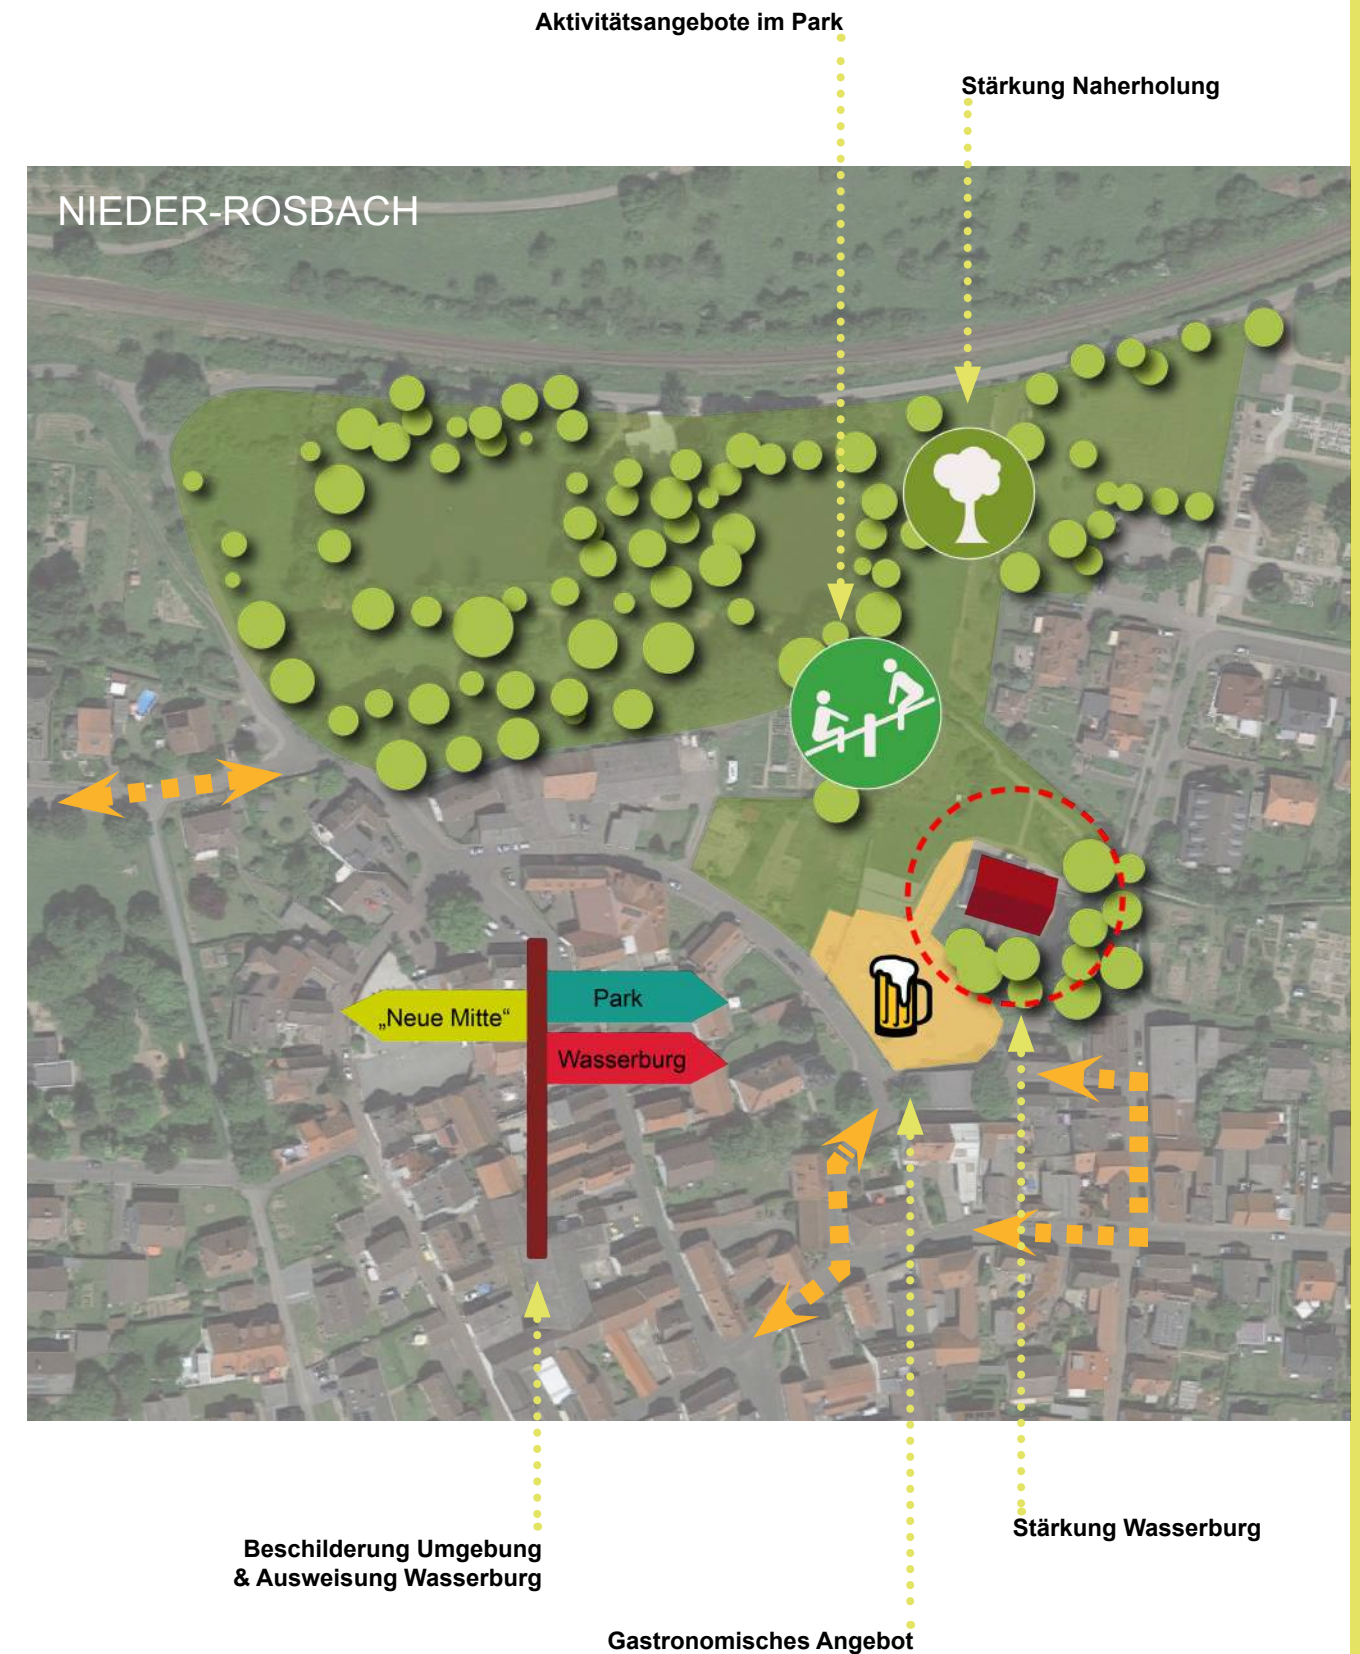 Aktivitätsangebote im Park
Stärkung Naherholung
NIEDER-ROSBACH
Park
„Neue Mitte“
Wasserburg
Stärkung Wasserburg
Beschilderung Umgebung
& Ausweisung Wasserburg
Gastronomisches Angebot